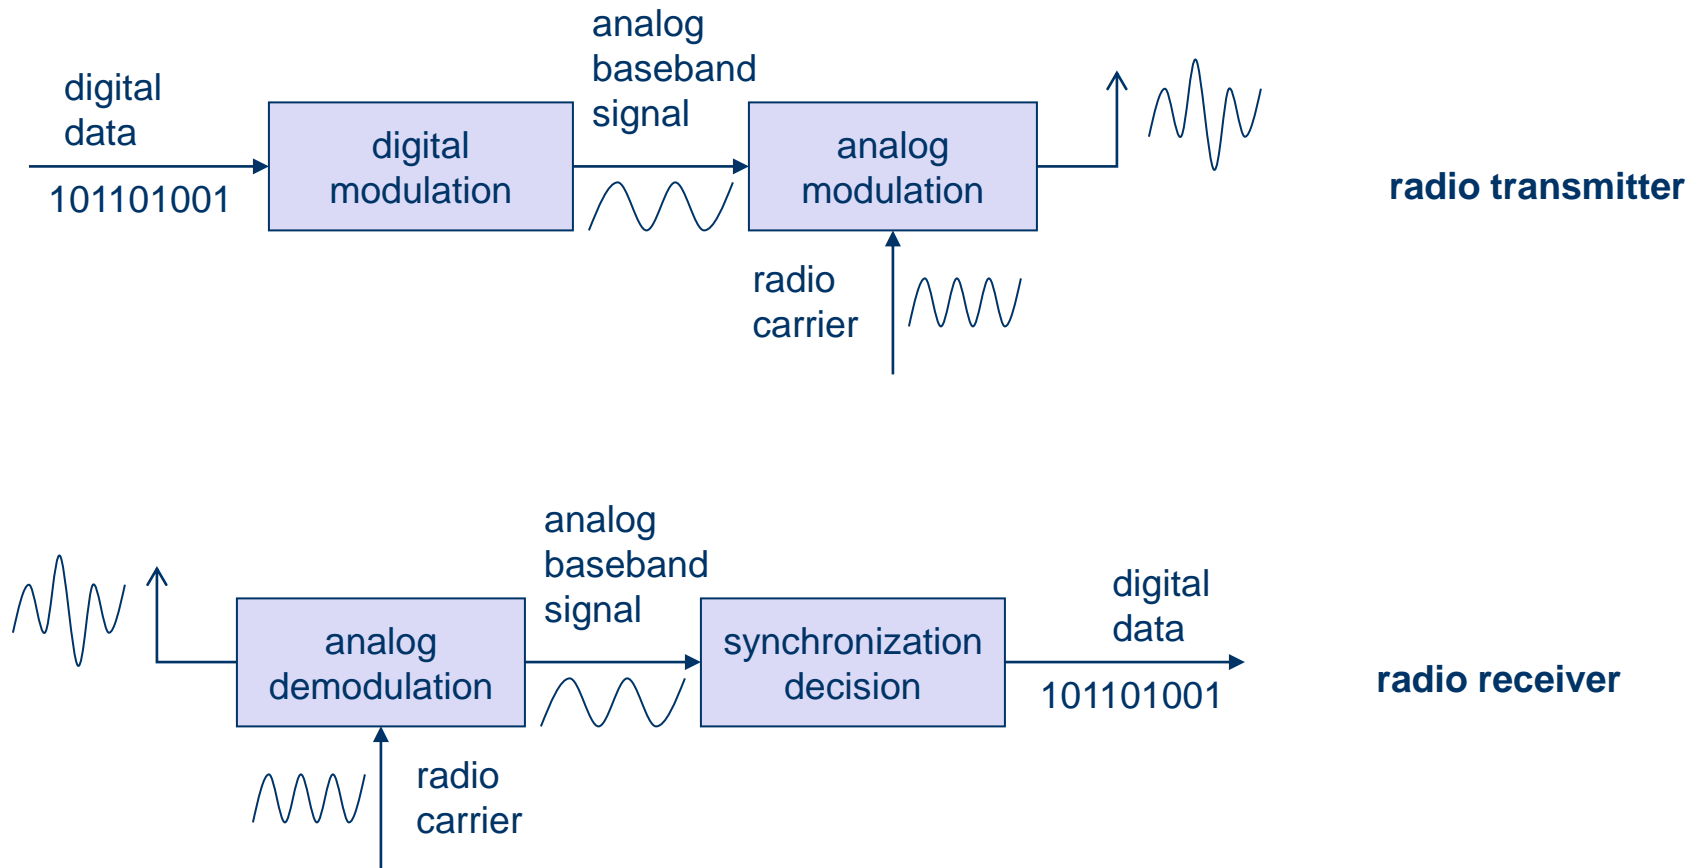 analog
baseband
signal
digital
data
101101001
digital
modulation
analog
modulation
radio transmitter
radio
carrier
analog
baseband
signal
digital
data
101101001
analog
demodulation
synchronization
decision
radio receiver
radio
carrier